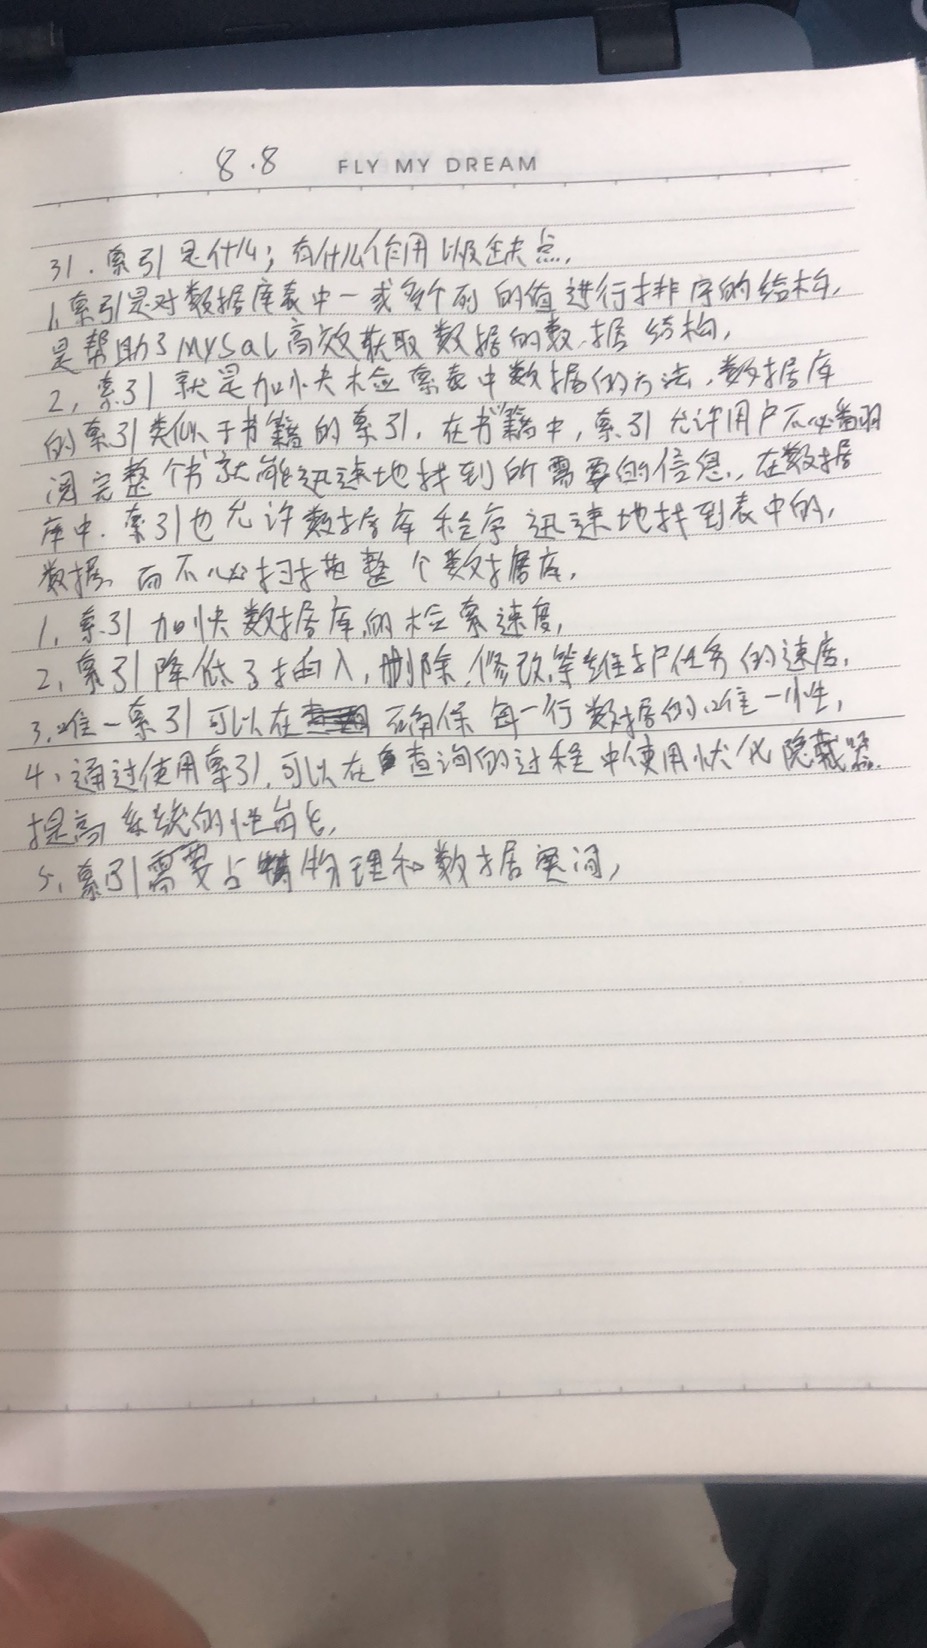 8.8 FLY MY DREAM
31.索引是什么;有什么作用以及缺点.
1,索引是对数据库表中一或多个列的值进行排序的结构,
是帮助了MySQL高效获取数据的数据结构,
2,索引就是加快检索表中数据的方法,数据库
的索引类似于书籍的索引.在书籍中,索引允许用户不必翻
阅完整个书就能迅速地找到所需要的信息.,在数据
库中.索引也允许数据库程序迅速地找到表中的,
数据,而不必扫描整个数据库,
1,索引加快数据库的检索速度,
2,索引降低了插入,删除,修改,等维护任务的速度,
3.唯一索引可以在确保每一行数据的唯一性,
4、通过使用索引,可以在查询的过程中使用优化隐藏器.
提高系统的性能,
5,索引需要占物理和数据空间,